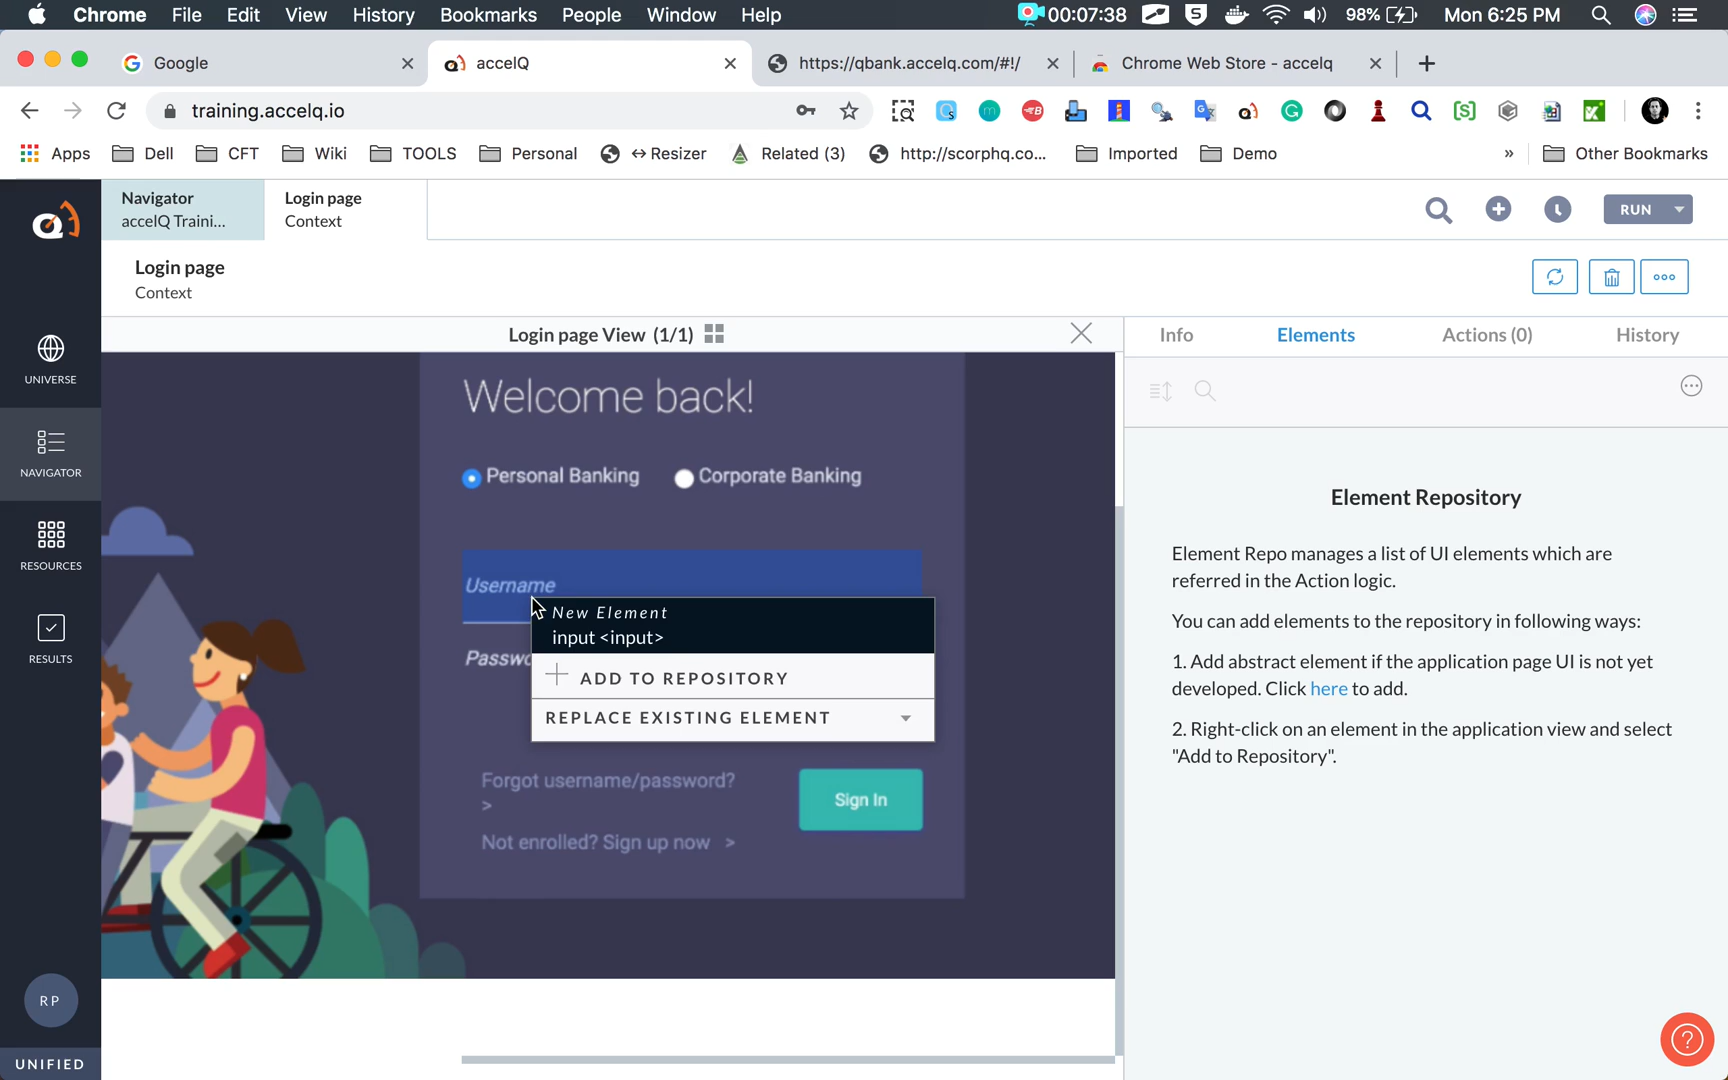 Chrome File Edit View History Bookmarks People Window Help 00:07:38 S 98% Mon 6:25 PM
Google accelQ https://qbank.accelq.com/#!/ Chrome Web Store - accelq
training.accelq.io
Apps Dell CFT Wiki TOOLS Personal ↔Resizer Related (3) http://scorphq.co... Imported Demo » Other Bookmarks
Navigator
accelQ Traini...
Login page
Context
RUN
Login page
Context
UNIVERSE
NAVIGATOR
RESOURCES
RESULTS
RP
UNIFIED
Login page View (1/1)
Welcome back!
Personal Banking Corporate Banking
Username
New Element
input <input>
Passwo
ADD TO REPOSITORY
REPLACE EXISTING ELEMENT
Forgot username/password?
>
Sign In
Not enrolled? Sign up now >
Info Elements Actions (0) History
Element Repository
Element Repo manages a list of UI elements which are
referred in the Action logic.
You can add elements to the repository in following ways:
1. Add abstract element if the application page UI is not yet
developed. Click here to add.
2. Right-click on an element in the application view and select
"Add to Repository".
?